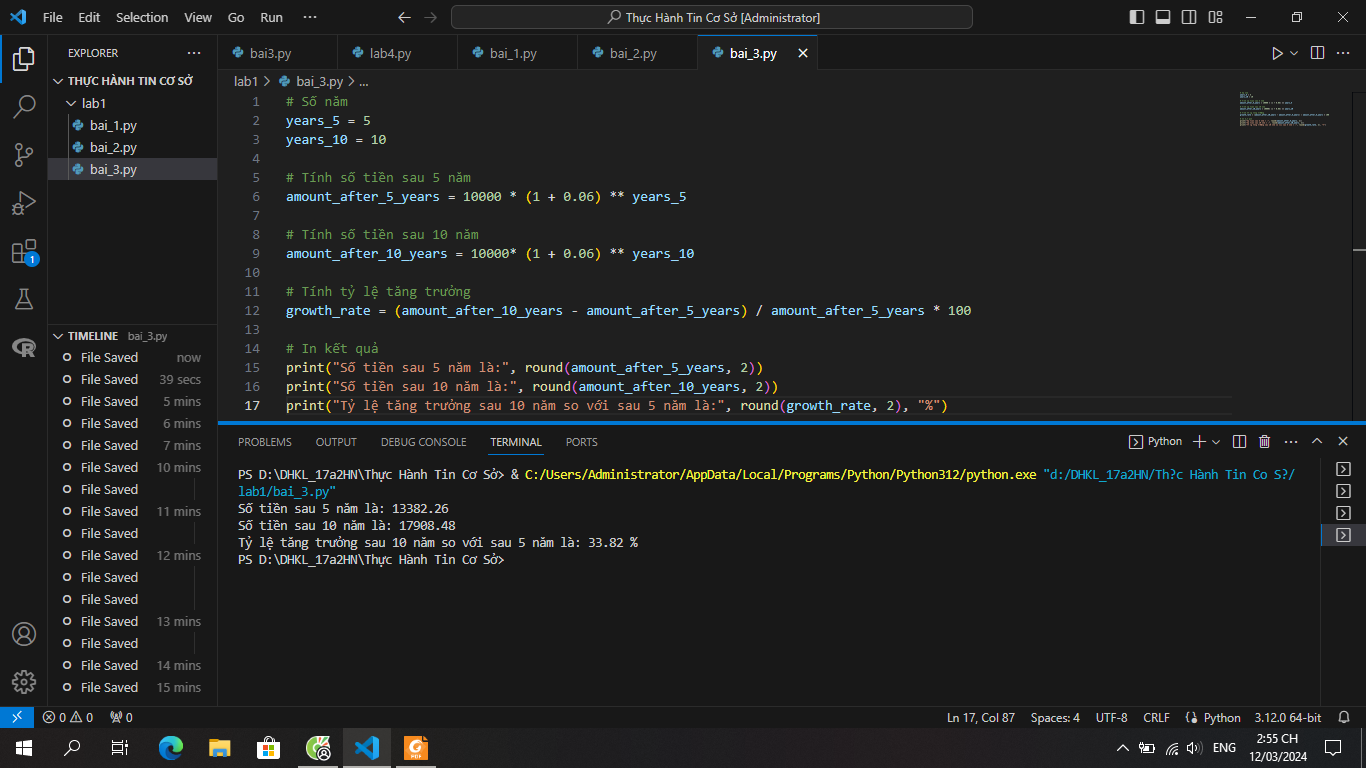 File Edit Selection View Go Run ··· Thực Hành Tin Cơ Sở [Administrator]
EXPLORER ···
THỰC HÀNH TIN CƠ SỞ
lab1
bai_1.py
bai_2.py
bai_3.py
1
TIMELINE bai_3.py
File Saved now
File Saved 39 secs
File Saved 5 mins
File Saved 6 mins
File Saved 7 mins
File Saved 10 mins
File Saved
File Saved 11 mins
File Saved
File Saved 12 mins
File Saved
File Saved
File Saved 13 mins
File Saved
File Saved 14 mins
File Saved 15 mins
bai3.py lab4.py bai_1.py bai_2.py bai_3.py
lab1 > bai_3.py > ...
1 # Số năm
2 years_5 = 5
3 years_10 = 10
4
5 # Tính số tiền sau 5 năm
6 amount_after_5_years = 10000 * (1 + 0.06) ** years_5
7
8 # Tính số tiền sau 10 năm
9 amount_after_10_years = 10000* (1 + 0.06) ** years_10
10
11 # Tính tỷ lệ tăng trưởng
12 growth_rate = (amount_after_10_years - amount_after_5_years) / amount_after_5_years * 100
13
14 # In kết quả
15 print("Số tiền sau 5 năm là:", round(amount_after_5_years, 2))
16 print("Số tiền sau 10 năm là:", round(amount_after_10_years, 2))
17 print("Tỷ lệ tăng trưởng sau 10 năm so với sau 5 năm là:", round(growth_rate, 2), "%")
PROBLEMS OUTPUT DEBUG CONSOLE TERMINAL PORTS Python
PS D:\DHKL_17a2HN\Thực Hành Tin Cơ Sở> & C:/Users/Administrator/AppData/Local/Programs/Python/Python312/python.exe "d:/DHKL_17a2HN/Th?c Hành Tin Co S?/
lab1/bai_3.py"
Số tiền sau 5 năm là: 13382.26
Số tiền sau 10 năm là: 17908.48
Tỷ lệ tăng trưởng sau 10 năm so với sau 5 năm là: 33.82 %
PS D:\DHKL_17a2HN\Thực Hành Tin Cơ Sở>
0 0 0 Ln 17, Col 87 Spaces: 4 UTF-8 CRLF Python 3.12.0 64-bit
ENG 2:55 CH
12/03/2024